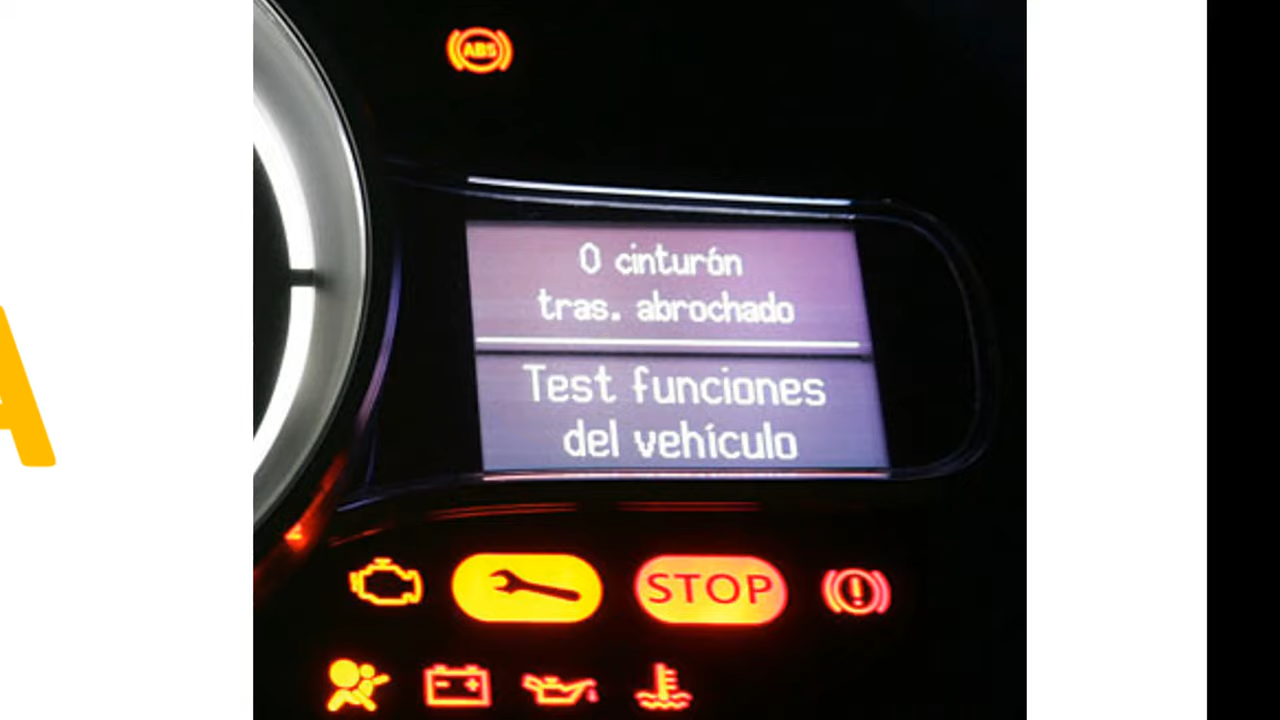 ABS
0 cinturón
tras. abrochado
Test funciones
del vehículo
STOP
A